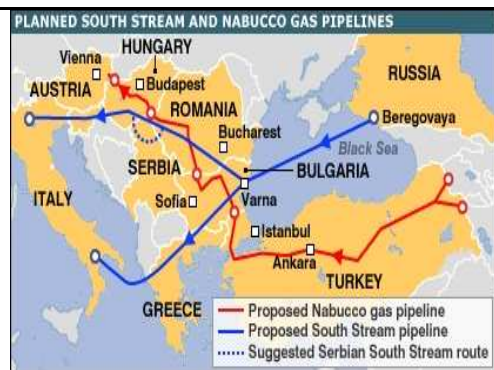 PLANNED SOUTH STREAM AND NABUCCO GAS PIPELINES
HUNGARY
Vienna
RUSSIA
AUSTRIA
Budapest
ROMANIA
Beregovaya
Bucharest
Black Sea
SERBIA
BULGARIA
ITALY
Sofia
Varna
Istanbul
Ankara
TURKEY
GREECE
Proposed Nabucco gas pipeline
Proposed South Stream pipeline
Suggested Serbian South Stream route